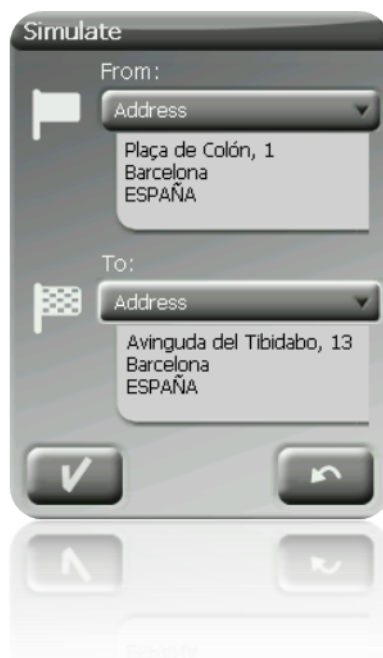 Simulate
From:
Address
Plaça de Colón, 1
Barcelona
ESPAÑA
To:
Address
Avinguda del Tibidabo, 13
Barcelona
ESPAÑA